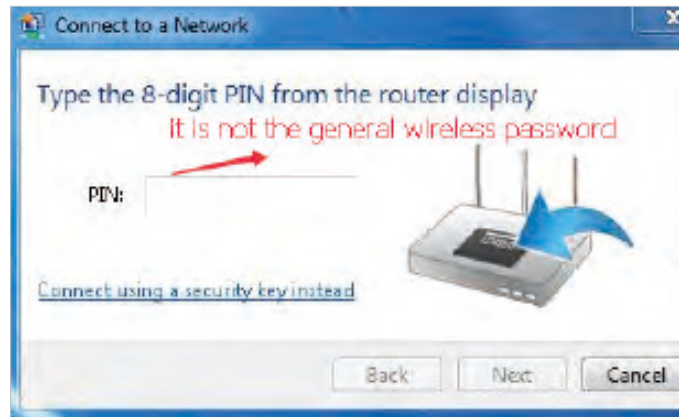 Connect to a Network
x
Type the 8-digit PIN from the router display
It is not the general wireless password
PIN:
Connect using a security key instead
Back
Next
Cancel